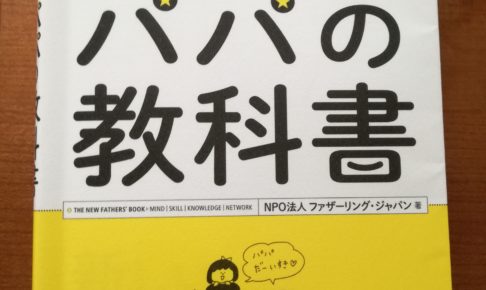 パパの
教科書
THE NEW FATHERS' BOOK MIND | SKILL | KNOWLEDGE | NETWORK
NPO法人 ファザーリング・ジャパン 著
パパ
だーいすき♡